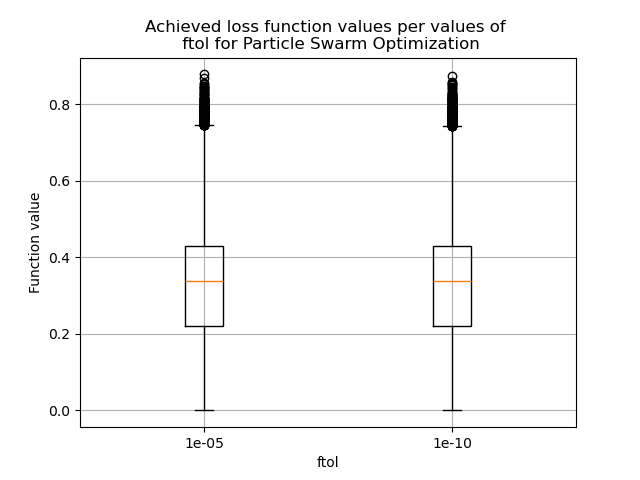 Achieved loss function values per values of
ftol for Particle Swarm Optimization
Function value
0.8
0.6
0.4
0.2
0.0
1e-05
1e-10
ftol